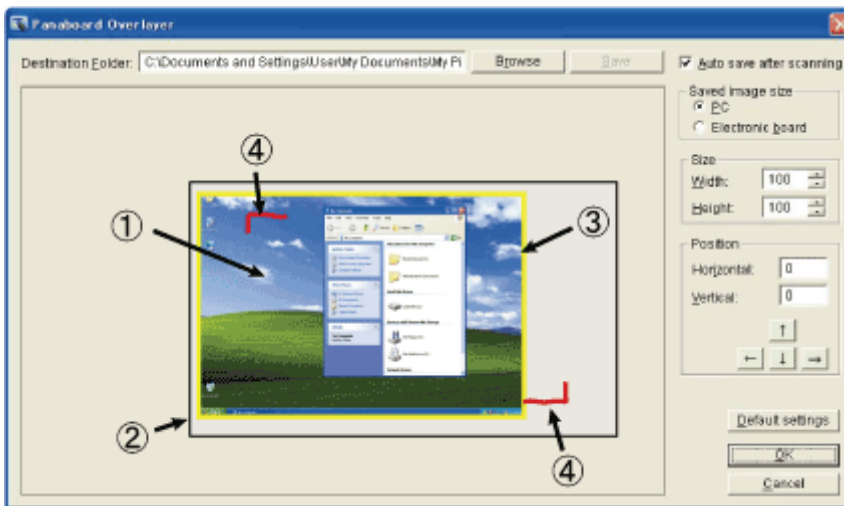 Panaboard Overlayer
Destination Folder: C:\Documents and Settings\User\My Documents\My Pi Browse Save Auto save after scanning
Saved image size
PC
Electronic board
Size
Width: 100
Height: 100
Position
Horizontal: 0
Vertical: 0
↑
← ↓ →
Default settings
OK
Cancel
④
①
③
②
④